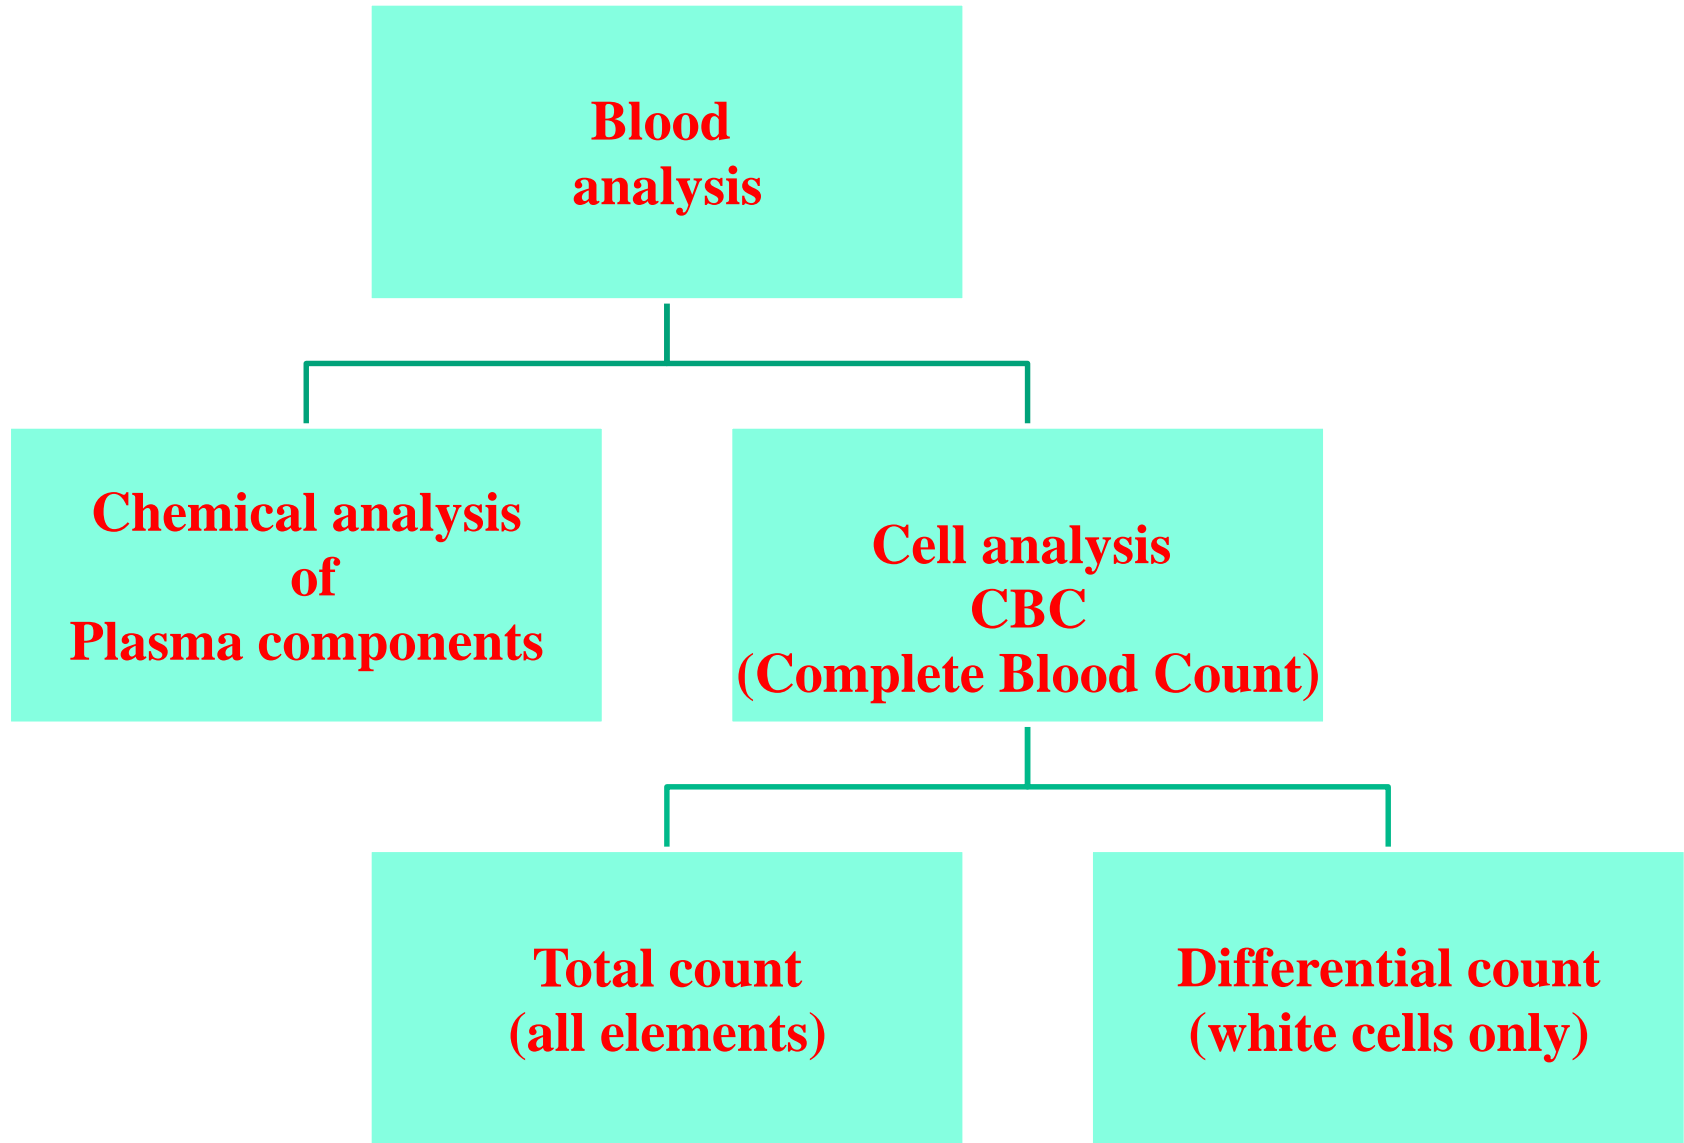 Blood
analysis
Chemical analysis
of
Plasma components
Cell analysis
CBC
(Complete Blood Count)
Total count
(all elements)
Differential count
(white cells only)